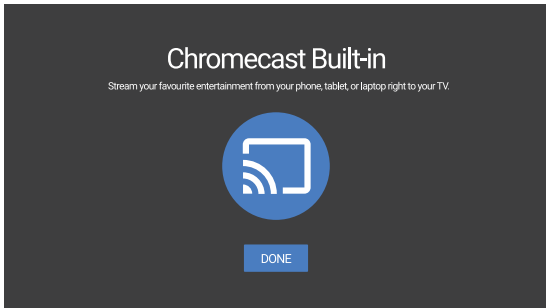 Chromecast Built-in
Stream your favourite entertainment from your phone, tablet, or laptop right to your TV.
DONE